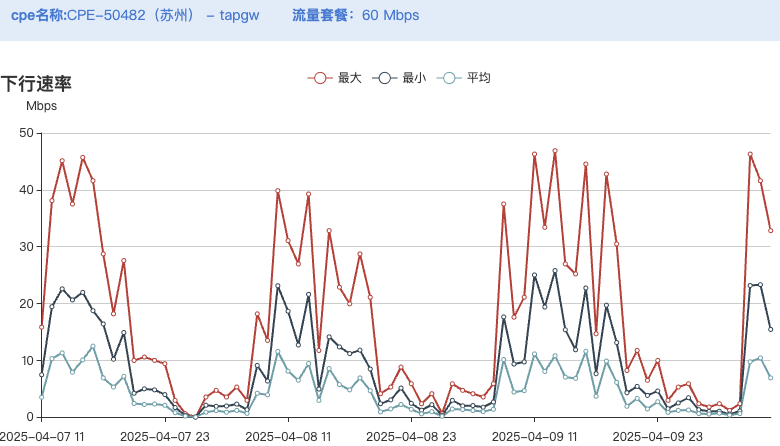 cpe名称:CPE-50482（苏州） - tapgw 流量套餐：60 Mbps
下行速率
最大 最小 平均
Mbps
50
40
30
20
10
0
2025-04-07 11 2025-04-07 23 2025-04-08 11 2025-04-08 23 2025-04-09 11 2025-04-09 23